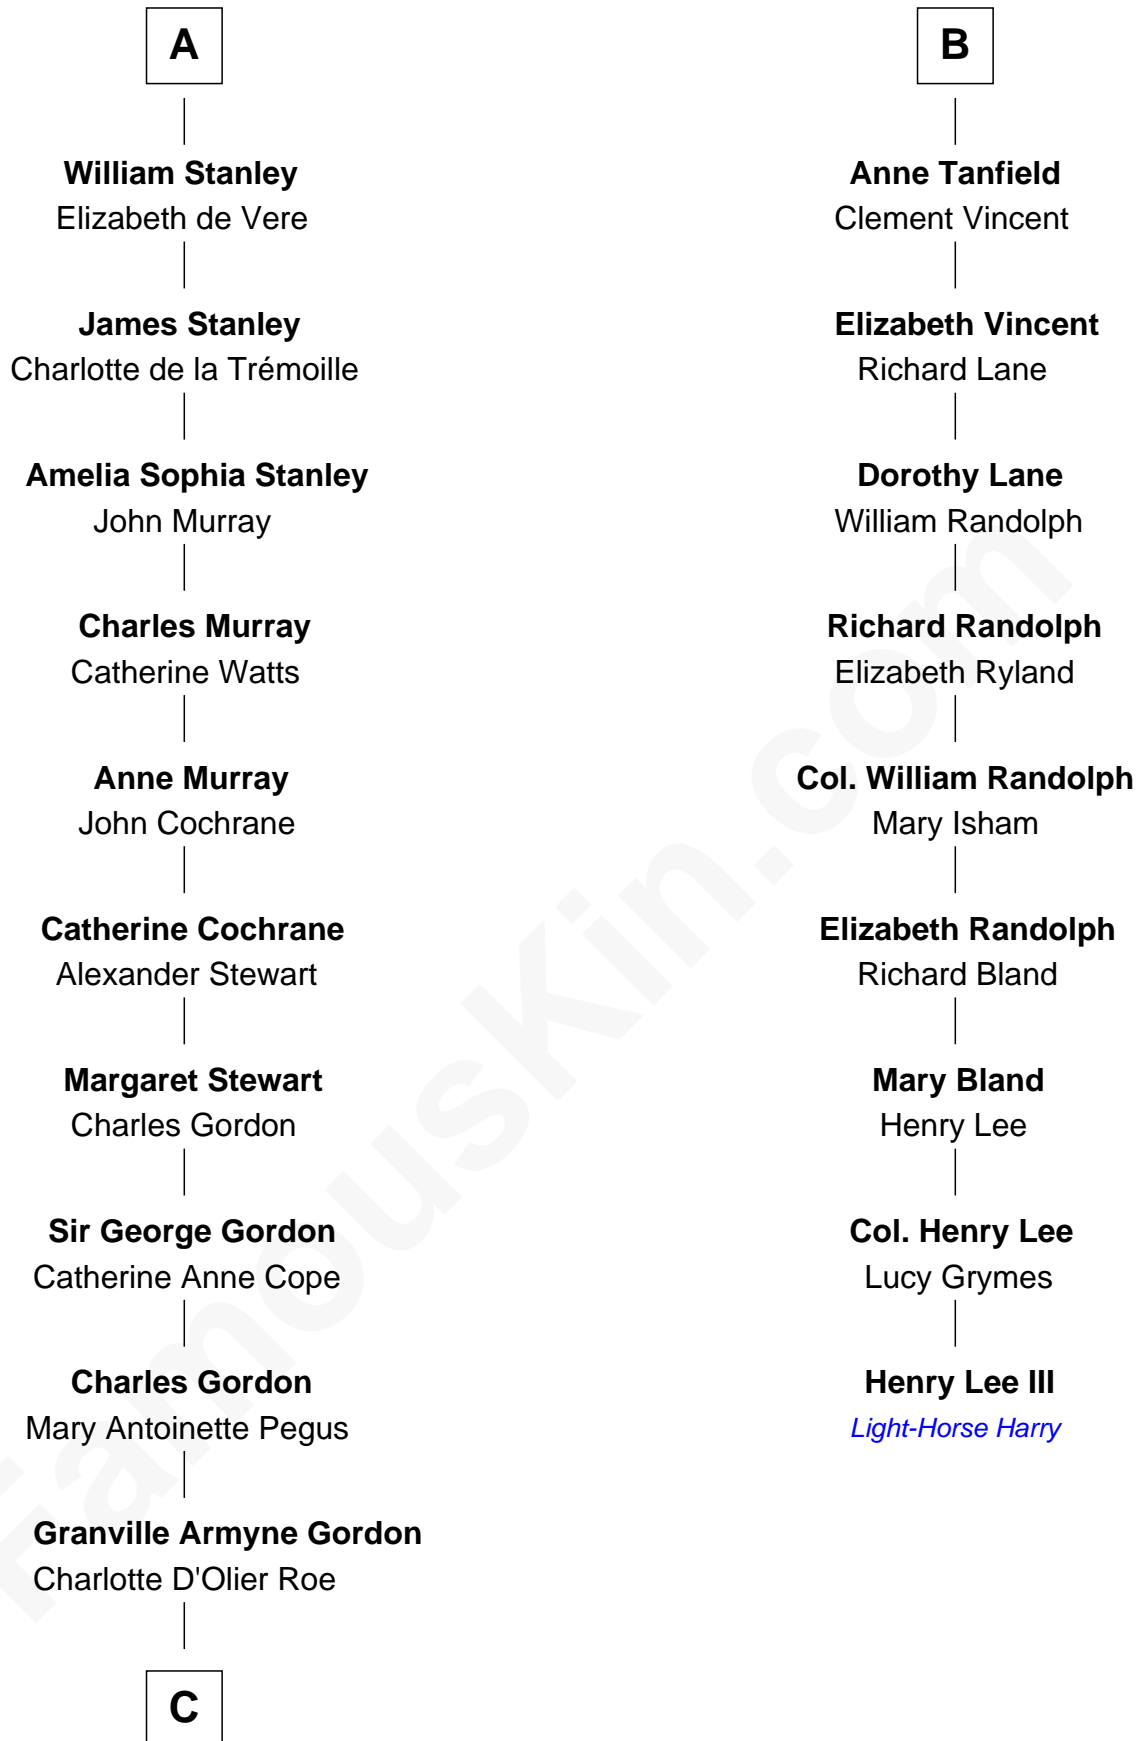 A
William Stanley
Elizabeth de Vere
James Stanley
Charlotte de la Trémoille
Amelia Sophia Stanley
John Murray
Charles Murray
Catherine Watts
Anne Murray
John Cochrane
Catherine Cochrane
Alexander Stewart
Margaret Stewart
Charles Gordon
Sir George Gordon
Catherine Anne Cope
Charles Gordon
Mary Antoinette Pegus
Granville Armyne Gordon
Charlotte D'Olier Roe
C
B
Anne Tanfield
Clement Vincent
Elizabeth Vincent
Richard Lane
Dorothy Lane
William Randolph
Richard Randolph
Elizabeth Ryland
Col. William Randolph
Mary Isham
Elizabeth Randolph
Richard Bland
Mary Bland
Henry Lee
Col. Henry Lee
Lucy Grymes
Henry Lee III
Light-Horse Harry
FamousKin.com